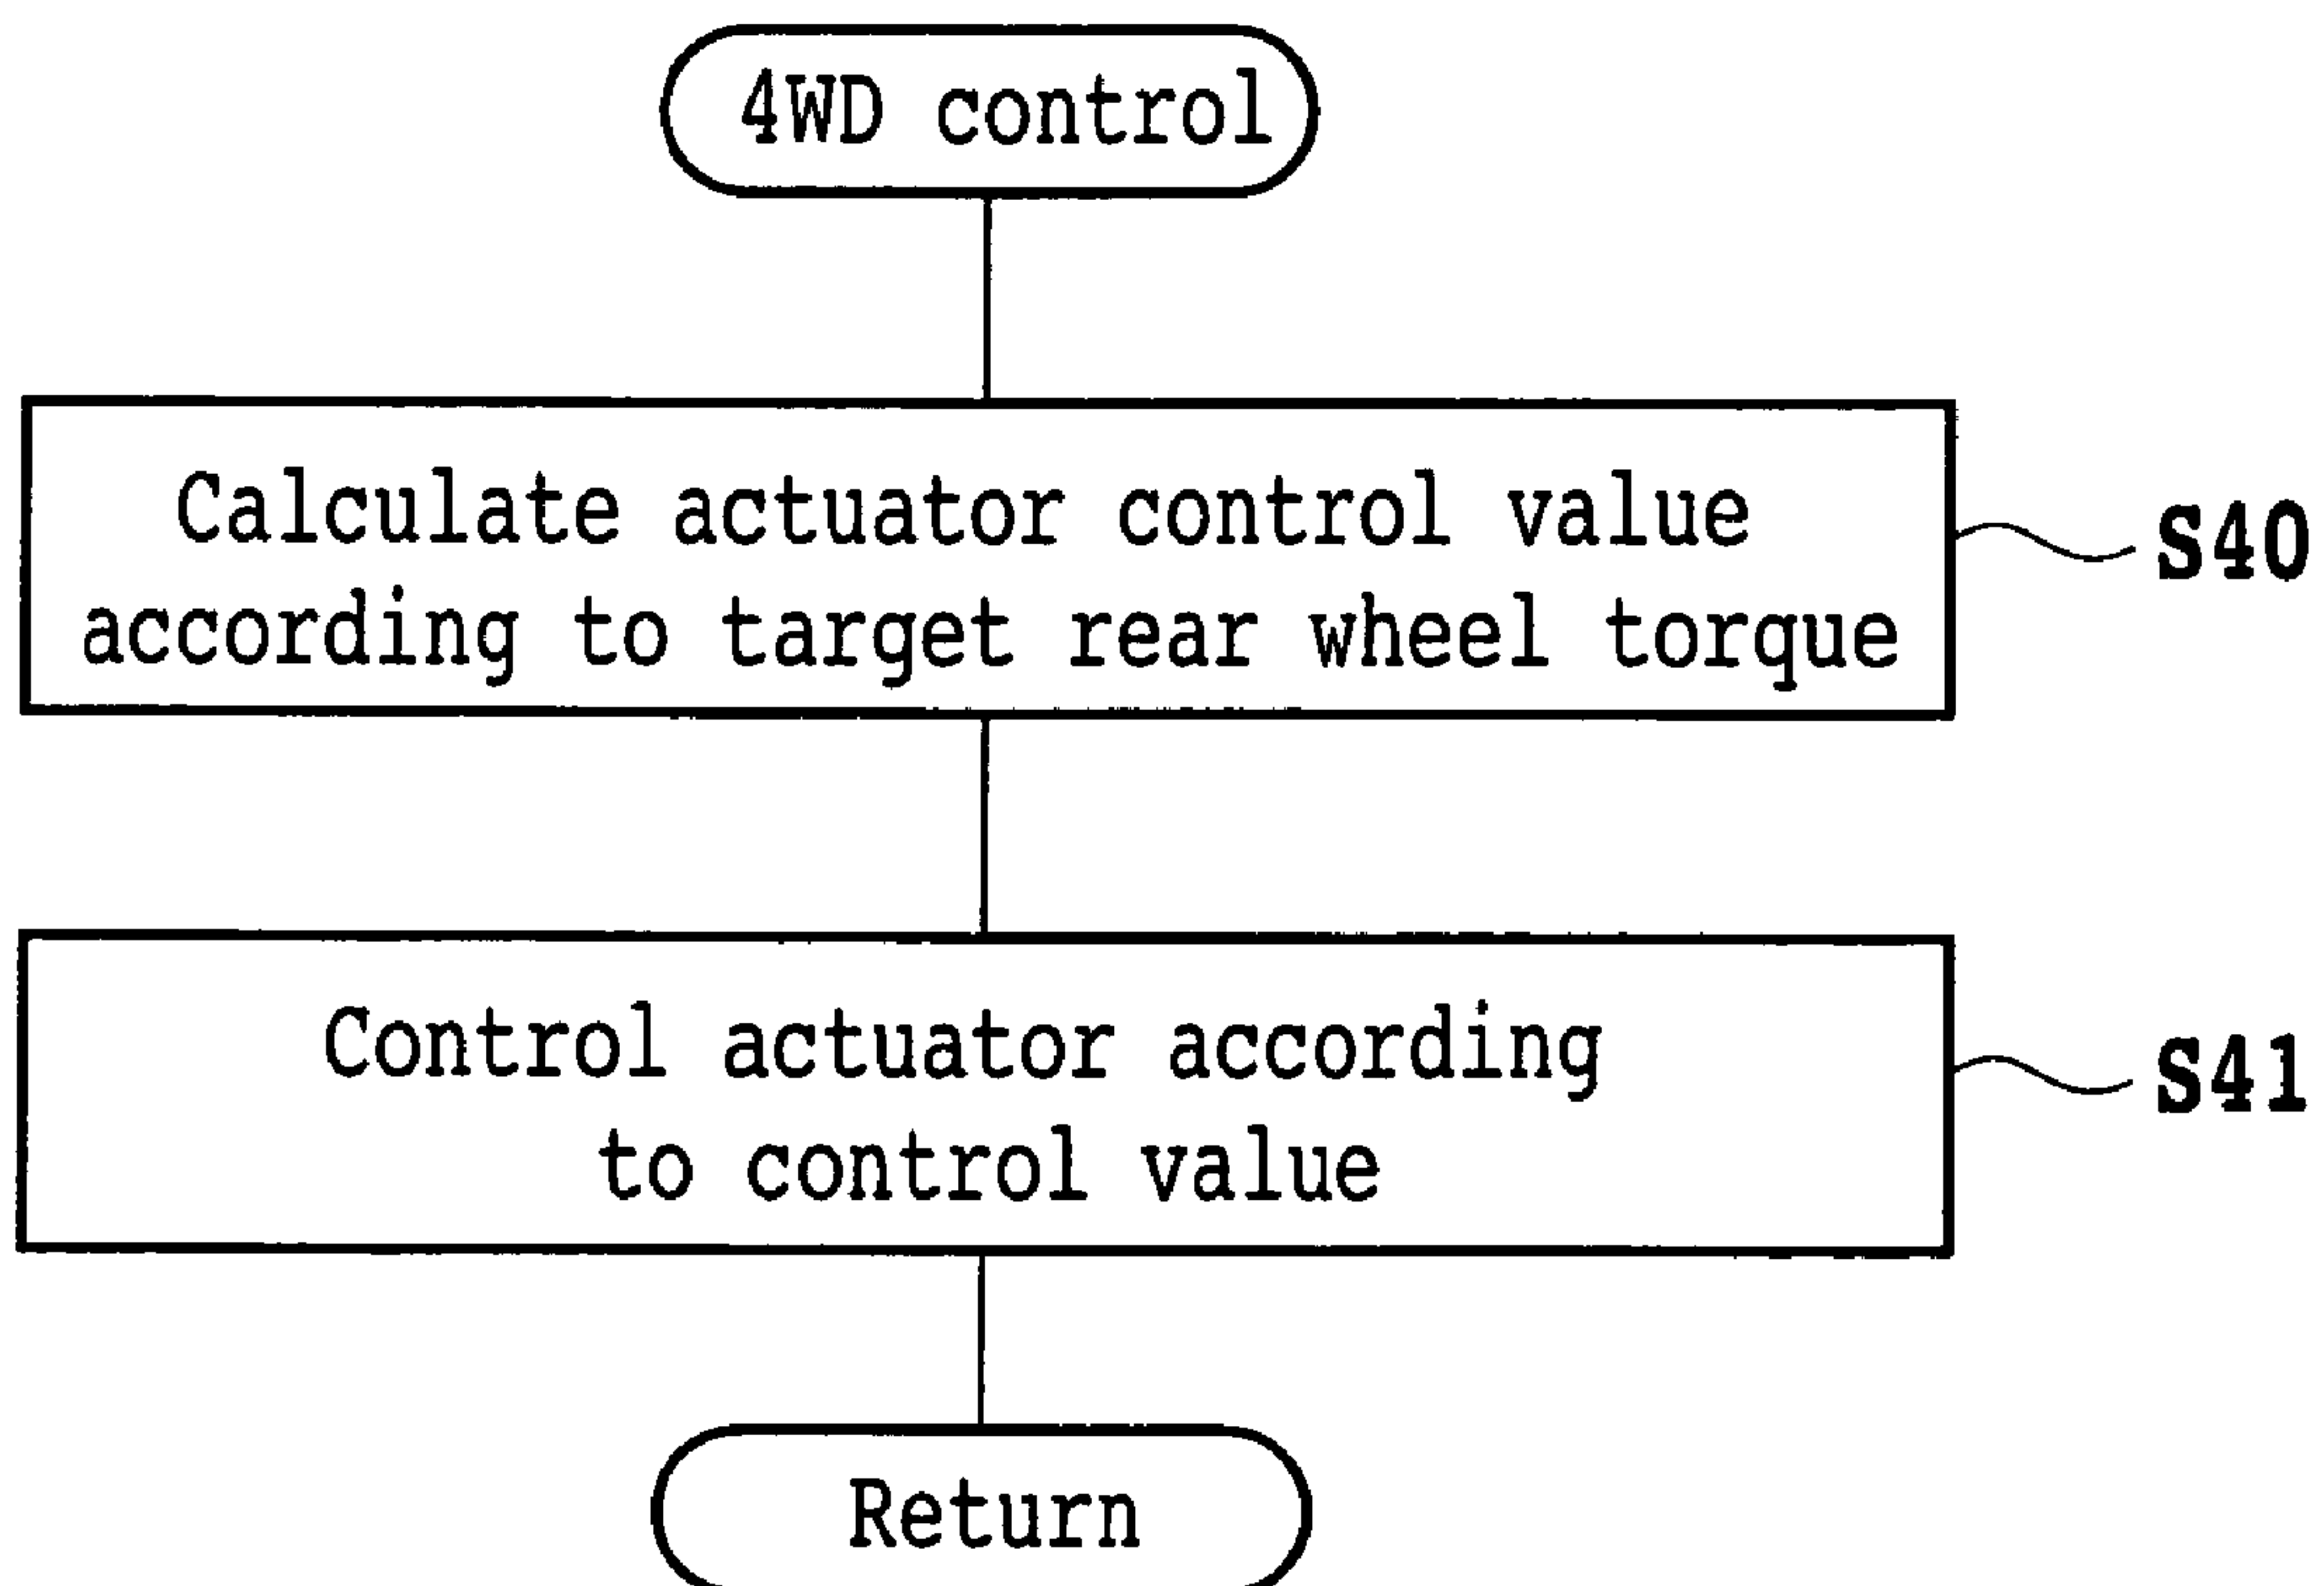 4WD control
Calculate actuator control value
according to target rear wheel torque
S40
Control actuator according
to control value
S41
Return